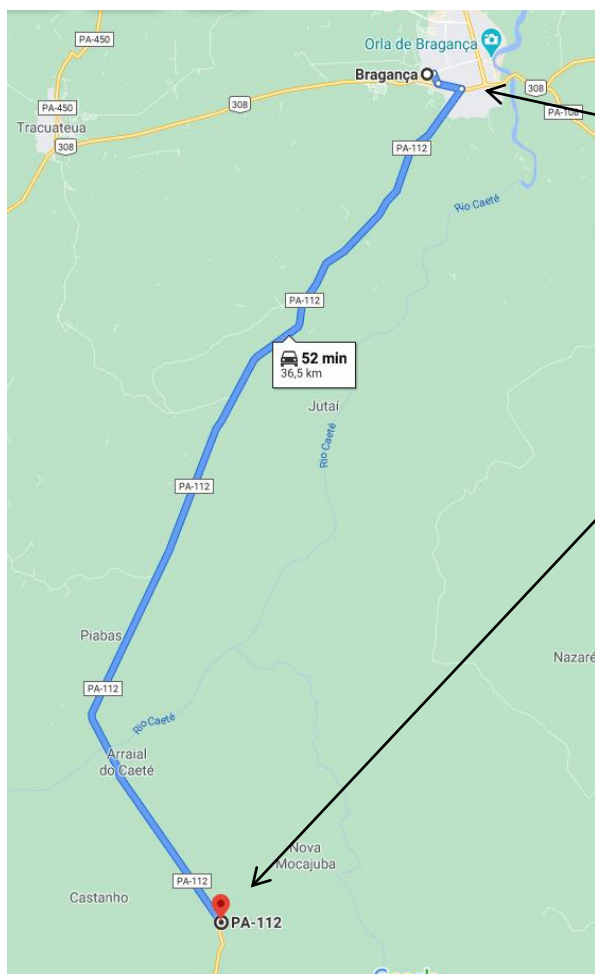 PA-450
Orla de Bragança
Bragança
PA-450
308
308
Tracuateua
308
PA-108
PA-112
Rio Caeté
PA-112
52 min
36,5 km
Jutaí
Rio Caeté
PA-112
Piabas
Nazaré
PA-112
Rio Caeté
Arraial
do Caeté
Nova
Mocajuba
PA-112
Castanho
PA-112